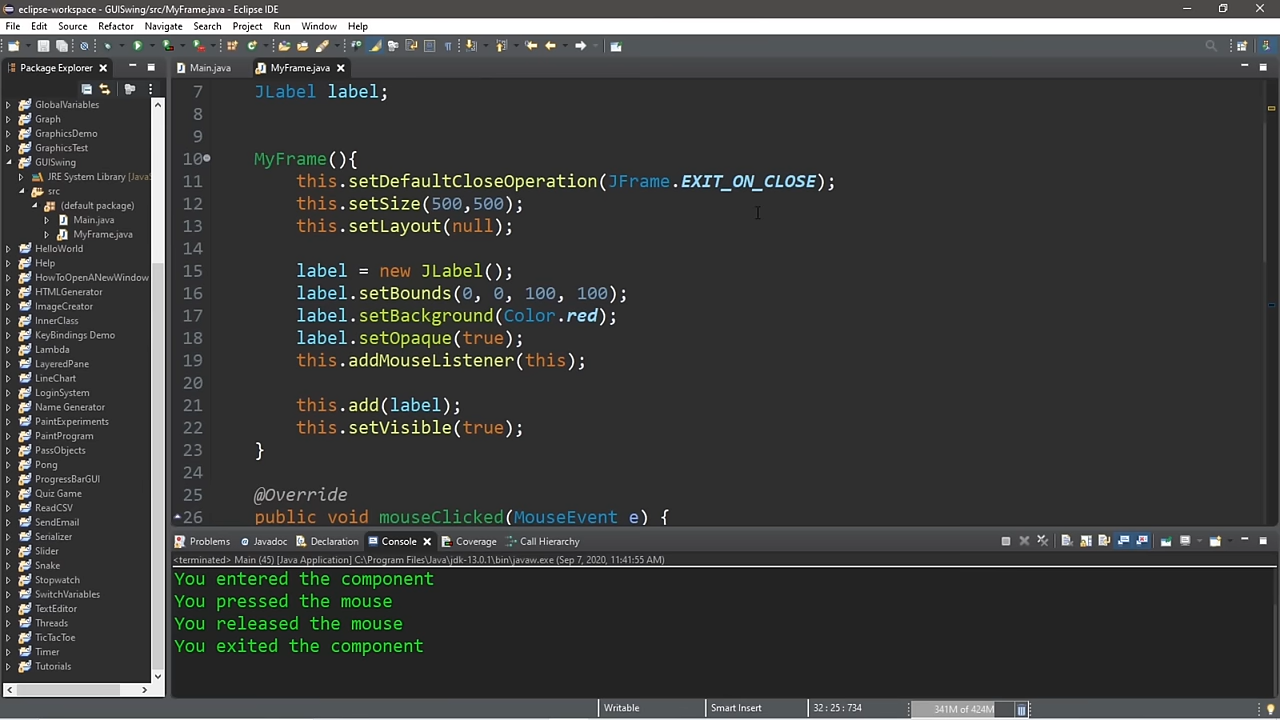 eclipse-workspace - GUISwing/src/MyFrame.java - Eclipse IDE
File Edit Source Refactor Navigate Search Project Run Window Help
Package Explorer
Main.java
MyFrame.java
GlobalVariables
Graph
GraphicsDemo
GraphicsTest
GUISwing
JRE System Library [JavaS
src
(default package)
Main.java
MyFrame.java
HelloWorld
Help
HowToOpenANewWindow
HTMLGenerator
ImageCreator
InnerClass
KeyBindings Demo
Lambda
LayeredPane
LineChart
LoginSystem
Name Generator
PaintExperiments
PaintProgram
PassObjects
Pong
ProgressBarGUI
Quiz Game
ReadCSV
SendEmail
Serializer
Slider
Snake
Stopwatch
SwitchVariables
TextEditor
Threads
TicTacToe
Timer
Tutorials
7 JLabel label;
8
9
10 MyFrame(){
11 this.setDefaultCloseOperation(JFrame.EXIT_ON_CLOSE);
12 this.setSize(500,500);
13 this.setLayout(null);
14
15 label = new JLabel();
16 label.setBounds(0, 0, 100, 100);
17 label.setBackground(Color.red);
18 label.setOpaque(true);
19 this.addMouseListener(this);
20
21 this.add(label);
22 this.setVisible(true);
23 }
24
25 @Override
26 public void mouseClicked(MouseEvent e) {
Problems Javadoc Declaration Console Coverage Call Hierarchy
<terminated> Main (45) [Java Application] C:\Program Files\Java\jdk-13.0.1\bin\javaw.exe (Sep 7, 2020, 11:41:55 AM)
You entered the component
You pressed the mouse
You released the mouse
You exited the component
Writable Smart Insert 32 : 25 : 734 341M of 424M